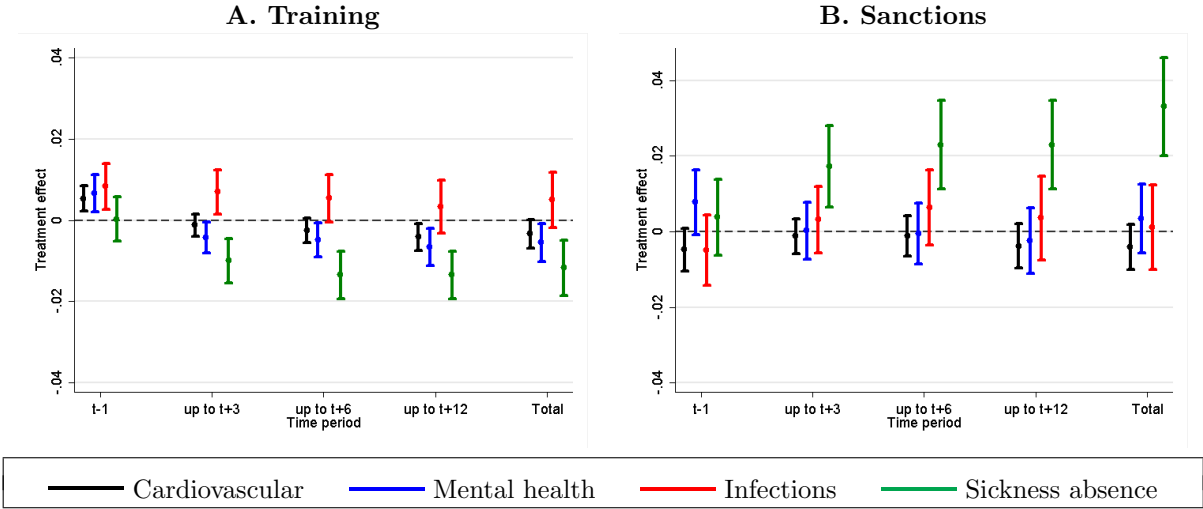 A. Training
B. Sanctions
Treatment effect
.04
.02
0
-.02
-.04
t-1
up to t+3
up to t+6
up to t+12
Total
Time period
Treatment effect
.04
.02
0
-.02
-.04
t-1
up to t+3
up to t+6
up to t+12
Total
Time period
Cardiovascular
Mental health
Infections
Sickness absence